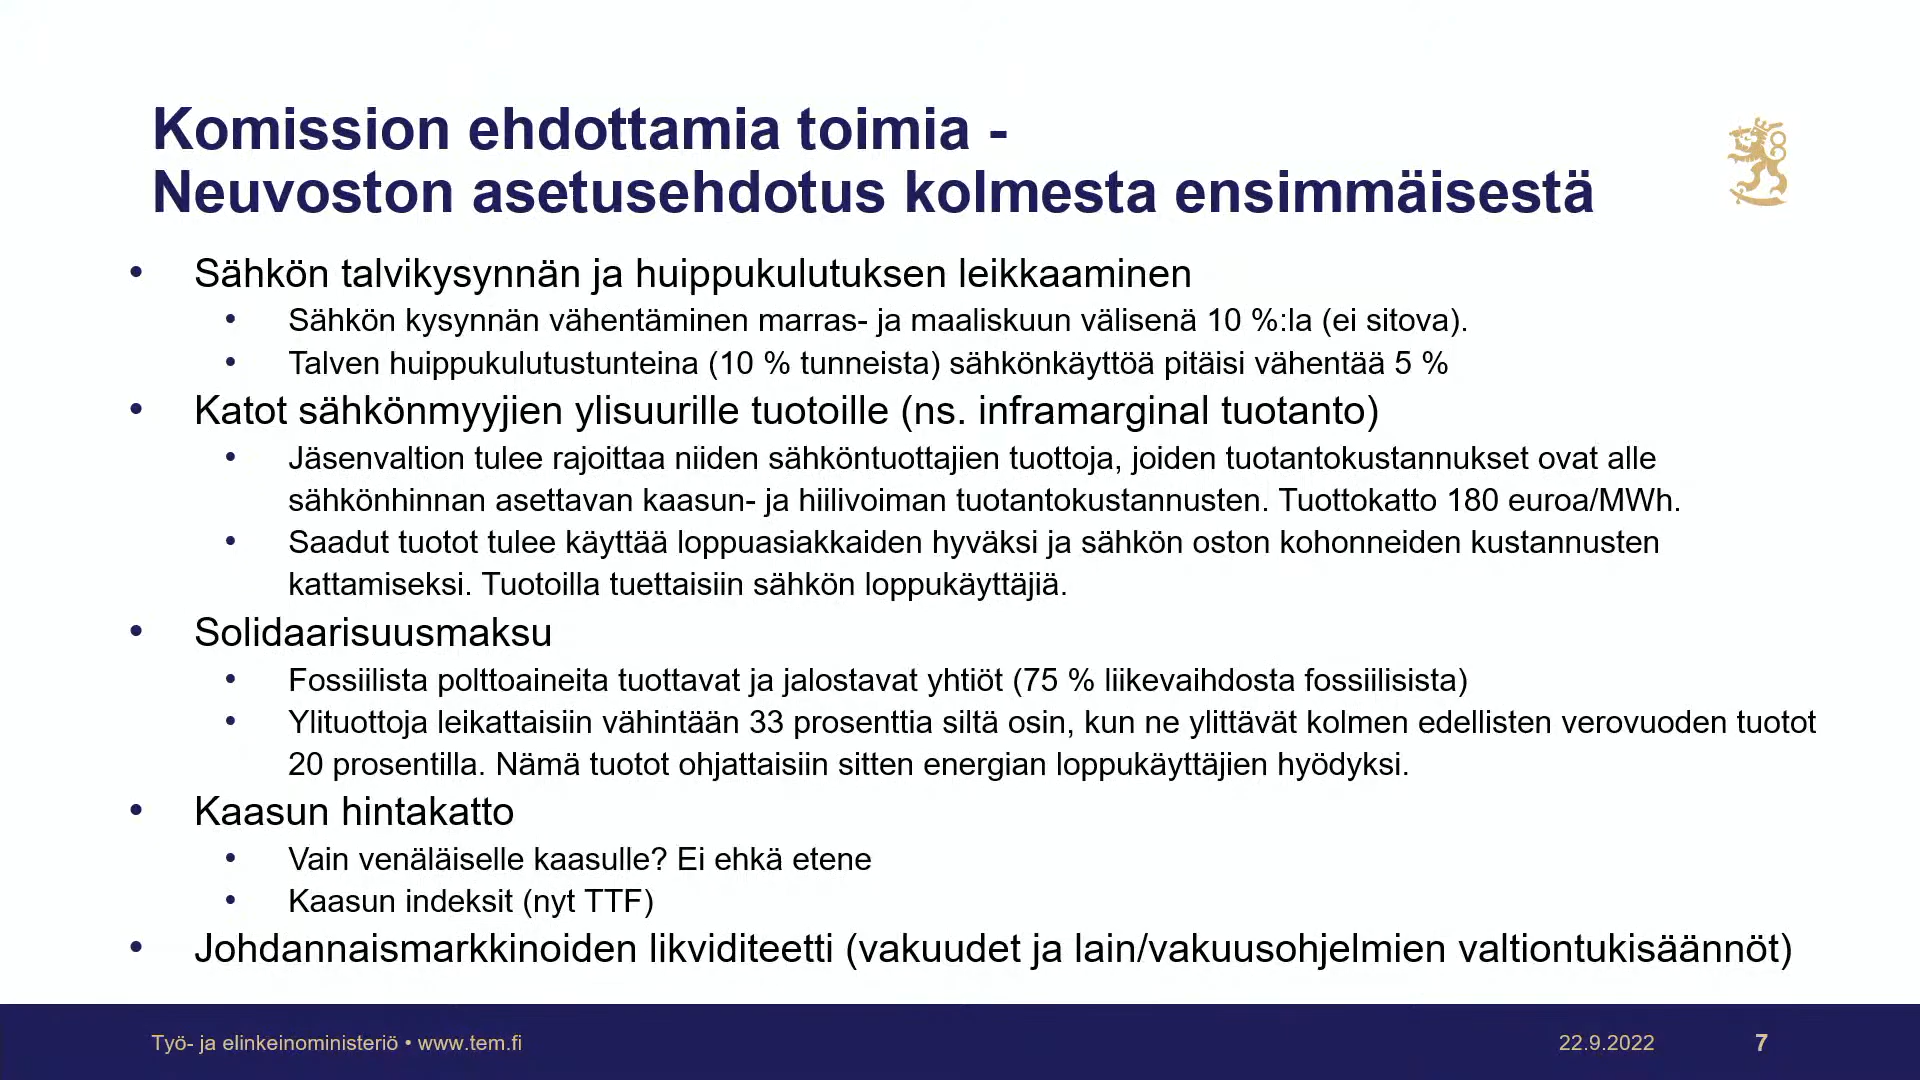 Komission ehdottamia toimia -
Neuvoston asetusehdotus kolmesta ensimmäisestä
• Sähkön talvikysynnän ja huippukulutuksen leikkaaminen
• Sähkön kysynnän vähentäminen marras- ja maaliskuun välisenä 10 %:la (ei sitova).
• Talven huippukulutustunteina (10 % tunneista) sähkönkäyttöä pitäisi vähentää 5 %
• Katot sähkönmyyjien ylisuurille tuotoille (ns. inframarginal tuotanto)
• Jäsenvaltion tulee rajoittaa niiden sähköntuottajien tuottoja, joiden tuotantokustannukset ovat alle
sähkönhinnan asettavan kaasun- ja hiilivoiman tuotantokustannusten. Tuottokatto 180 euroa/MWh.
• Saadut tuotot tulee käyttää loppuasiakkaiden hyväksi ja sähkön oston kohonneiden kustannusten
kattamiseksi. Tuotoilla tuettaisiin sähkön loppukäyttäjiä.
• Solidaarisuusmaksu
• Fossiilista polttoaineita tuottavat ja jalostavat yhtiöt (75 % liikevaihdosta fossiilisista)
• Ylituottoja leikattaisiin vähintään 33 prosenttia siltä osin, kun ne ylittävät kolmen edellisten verovuoden tuotot
20 prosentilla. Nämä tuotot ohjattaisiin sitten energian loppukäyttäjien hyödyksi.
• Kaasun hintakatto
• Vain venäläiselle kaasulle? Ei ehkä etene
• Kaasun indeksit (nyt TTF)
• Johdannaismarkkinoiden likviditeetti (vakuudet ja lain/vakuusohjelmien valtiontukisäännöt)
Työ- ja elinkeinoministeriö • www.tem.fi
22.9.2022
7